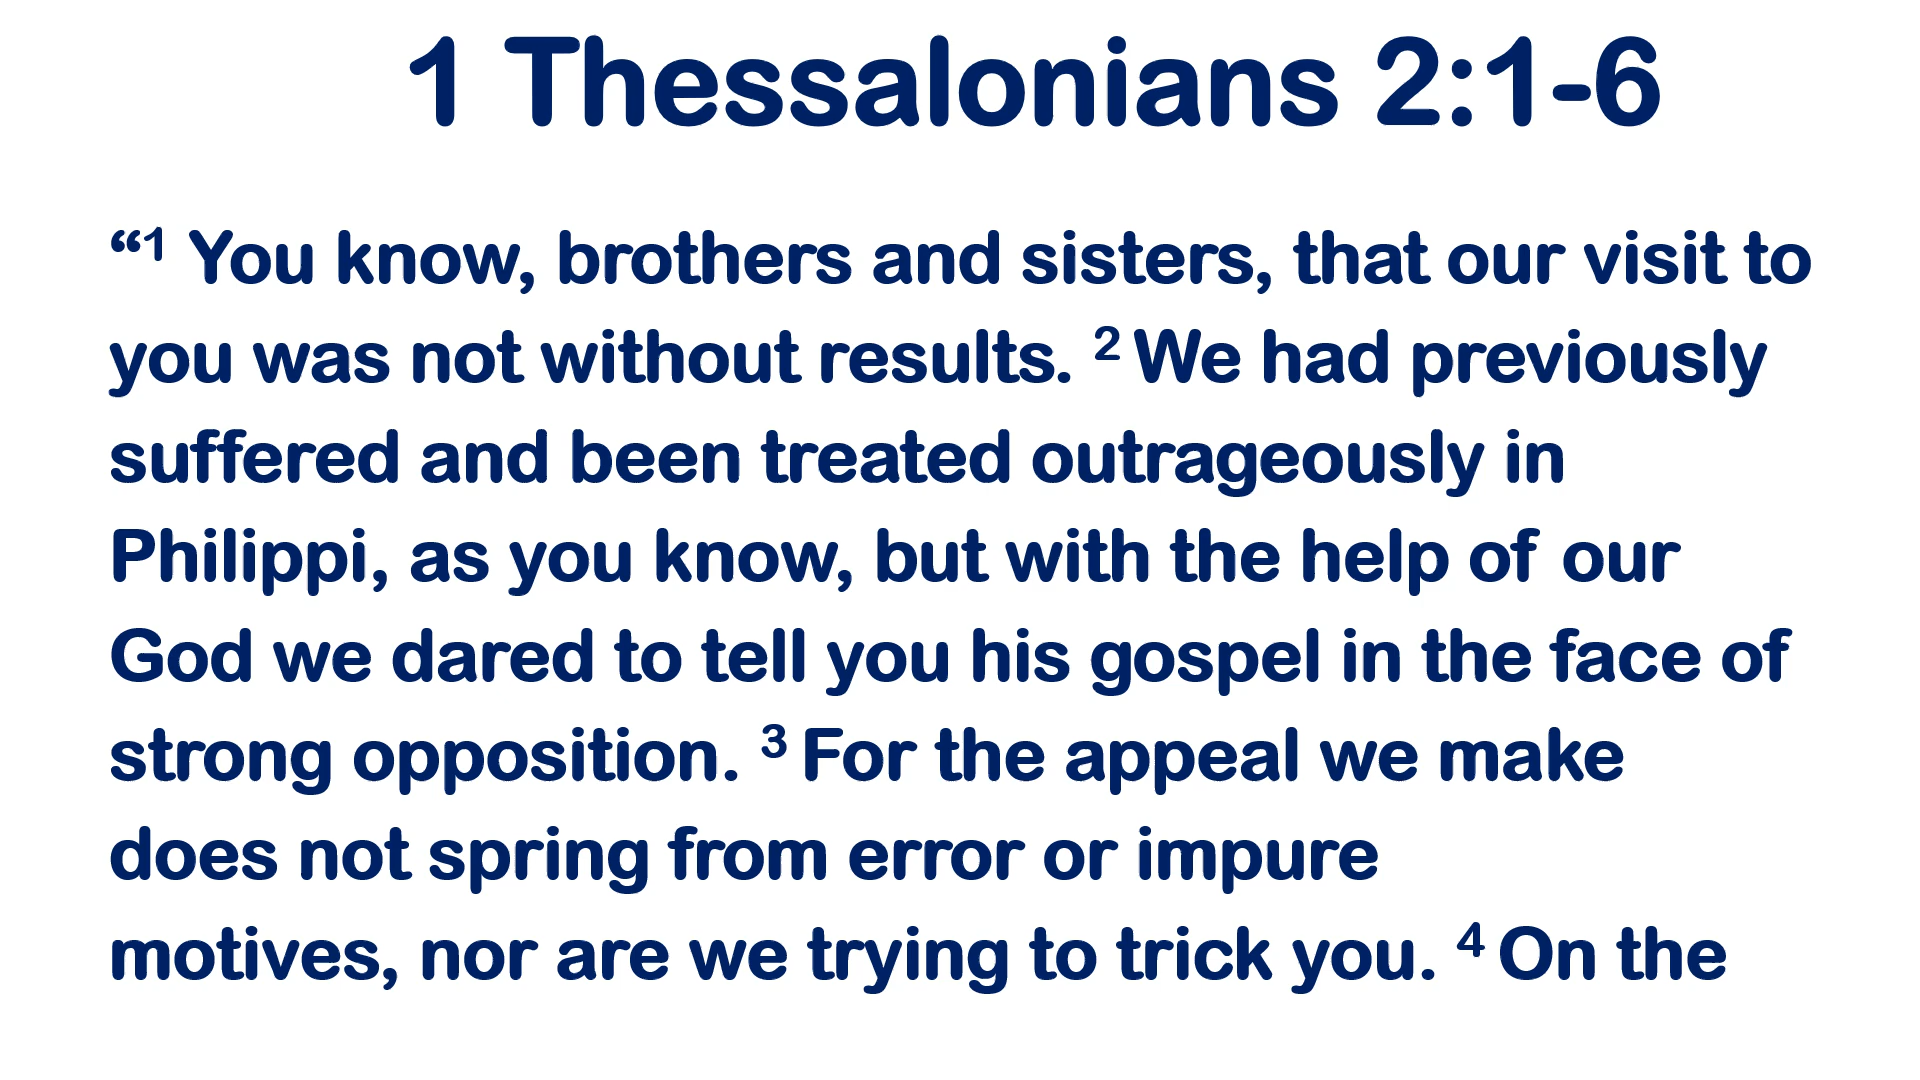 1 Thessalonians 2:1-6
“1 You know, brothers and sisters, that our visit to
you was not without results. 2 We had previously
suffered and been treated outrageously in
Philippi, as you know, but with the help of our
God we dared to tell you his gospel in the face of
strong opposition. 3 For the appeal we make
does not spring from error or impure
motives, nor are we trying to trick you. 4 On the